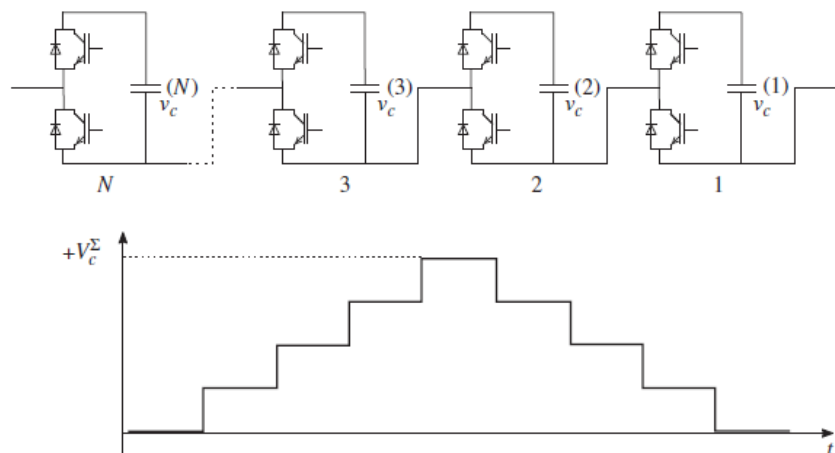 (N) (3) (2) (1)
v_c v_c v_c v_c
N 3 2 1
+V_c^Σ
t